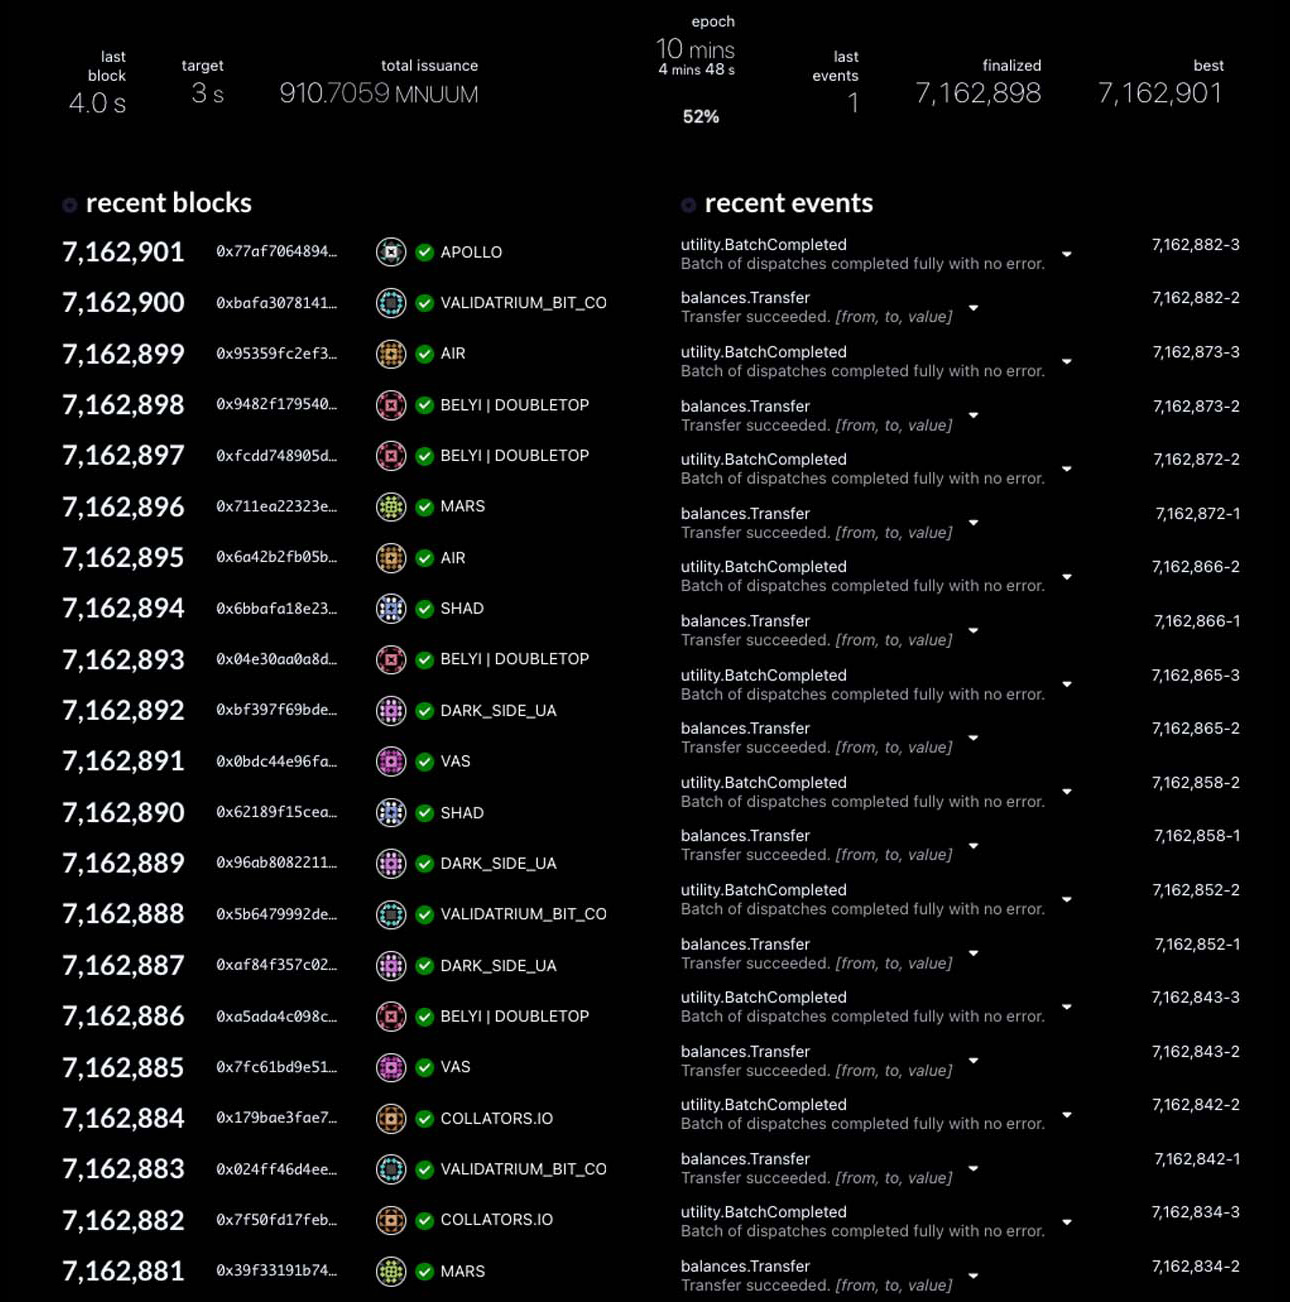 last
block
4.0 s
target
3 s
total issuance
910.7059 MNUUM
epoch
10 mins
4 mins 48 s
52%
last
events
1
finalized
7,162,898
best
7,162,901
recent blocks
7,162,901 0x77af7064894… APOLLO
7,162,900 0xbafa3078141… VALIDATRIUM_BIT_CO
7,162,899 0x95359fc2ef3… AIR
7,162,898 0x9482f179540… BELYI | DOUBLETOP
7,162,897 0xfcdd748905d… BELYI | DOUBLETOP
7,162,896 0x711ea22323e… MARS
7,162,895 0x6a42b2fb05b… AIR
7,162,894 0x6bbafa18e23… SHAD
7,162,893 0x04e30aa0a8d… BELYI | DOUBLETOP
7,162,892 0xbf397f69bde… DARK_SIDE_UA
7,162,891 0x0bdc44e96fa… VAS
7,162,890 0x62189f15cea… SHAD
7,162,889 0x96ab8082211… DARK_SIDE_UA
7,162,888 0x5b6479992de… VALIDATRIUM_BIT_CO
7,162,887 0xaf84f357c02… DARK_SIDE_UA
7,162,886 0xa5ada4c098c… BELYI | DOUBLETOP
7,162,885 0x7fc61bd9e51… VAS
7,162,884 0x179bae3fae7… COLLATORS.IO
7,162,883 0x024ff46d4ee… VALIDATRIUM_BIT_CO
7,162,882 0x7f50fd17feb… COLLATORS.IO
7,162,881 0x39f33191b74… MARS
recent events
utility.BatchCompleted 7,162,882-3
Batch of dispatches completed fully with no error.
balances.Transfer 7,162,882-2
Transfer succeeded. [from, to, value]
utility.BatchCompleted 7,162,873-3
Batch of dispatches completed fully with no error.
balances.Transfer 7,162,873-2
Transfer succeeded. [from, to, value]
utility.BatchCompleted 7,162,872-2
Batch of dispatches completed fully with no error.
balances.Transfer 7,162,872-1
Transfer succeeded. [from, to, value]
utility.BatchCompleted 7,162,866-2
Batch of dispatches completed fully with no error.
balances.Transfer 7,162,866-1
Transfer succeeded. [from, to, value]
utility.BatchCompleted 7,162,865-3
Batch of dispatches completed fully with no error.
balances.Transfer 7,162,865-2
Transfer succeeded. [from, to, value]
utility.BatchCompleted 7,162,858-2
Batch of dispatches completed fully with no error.
balances.Transfer 7,162,858-1
Transfer succeeded. [from, to, value]
utility.BatchCompleted 7,162,852-2
Batch of dispatches completed fully with no error.
balances.Transfer 7,162,852-1
Transfer succeeded. [from, to, value]
utility.BatchCompleted 7,162,843-3
Batch of dispatches completed fully with no error.
balances.Transfer 7,162,843-2
Transfer succeeded. [from, to, value]
utility.BatchCompleted 7,162,842-2
Batch of dispatches completed fully with no error.
balances.Transfer 7,162,842-1
Transfer succeeded. [from, to, value]
utility.BatchCompleted 7,162,834-3
Batch of dispatches completed fully with no error.
balances.Transfer 7,162,834-2
Transfer succeeded. [from, to, value]